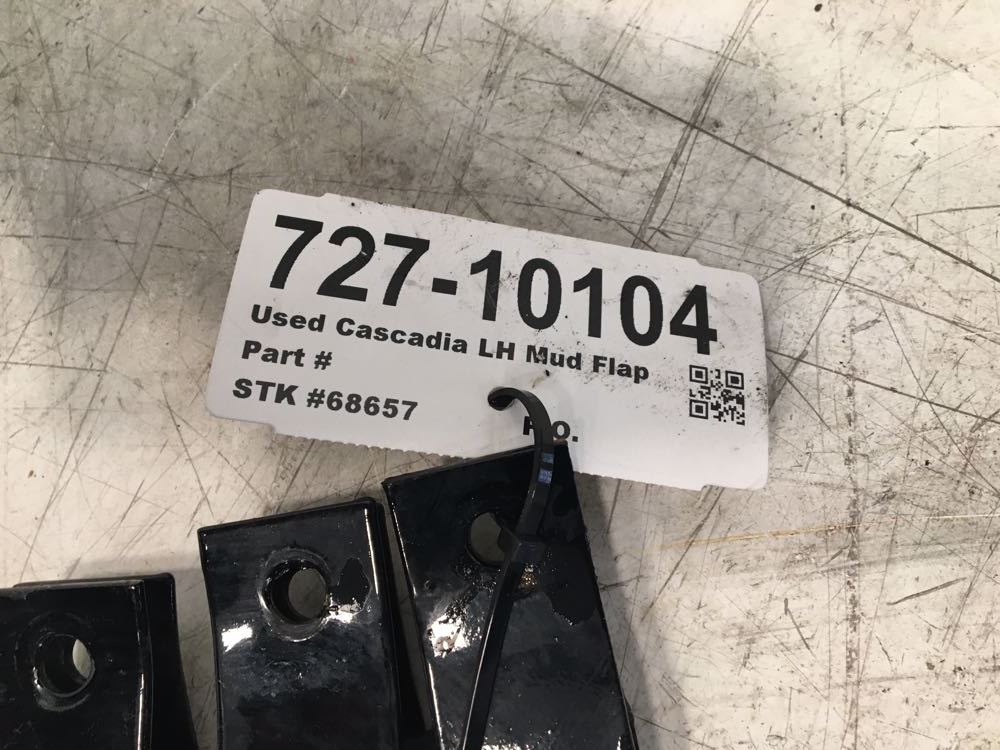 727-10104
Used Cascadia LH Mud Flap
Part #
STK #68657